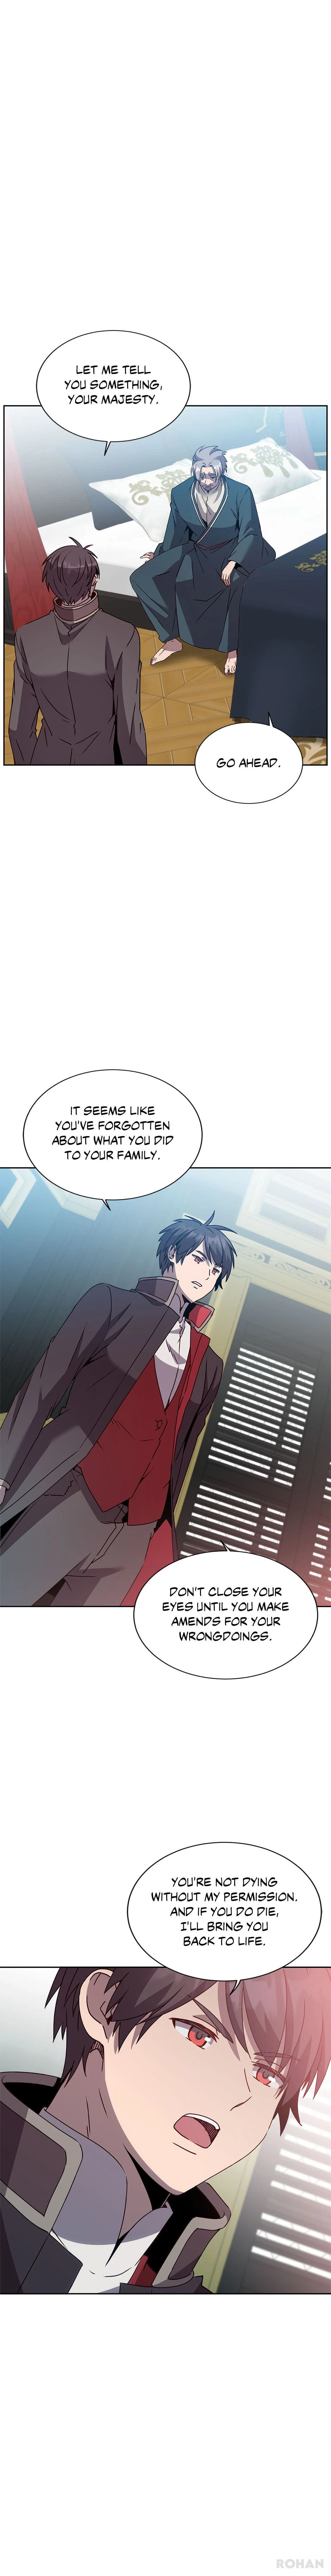 LET ME TELL
YOU SOMETHING,
YOUR MAJESTY.
GO AHEAD.
IT SEEMS LIKE
YOU'VE FORGOTTEN
ABOUT WHAT YOU DID
TO YOUR FAMILY.
DON'T CLOSE YOUR
EYES UNTIL YOU MAKE
AMENDS FOR YOUR
WRONGDOINGS.
YOU'RE NOT DYING
WITHOUT MY PERMISSION.
AND IF YOU DO DIE,
I'LL BRING YOU
BACK TO LIFE.
ROHAN